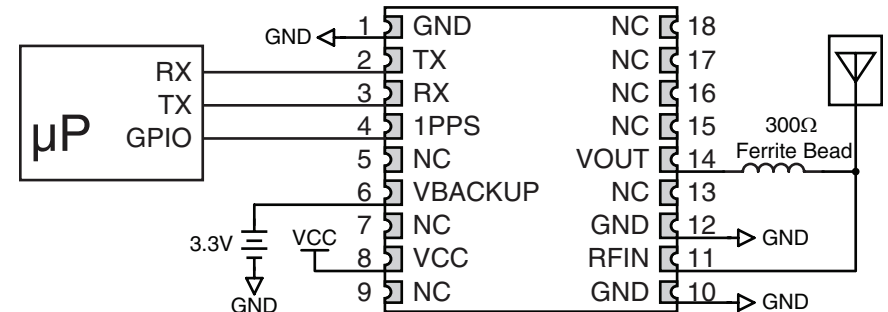 GND 1 GND NC 18
RX 2 TX NC 17
TX 3 RX NC 16
µP GPIO 4 1PPS NC 15
5 NC VOUT 14 300Ω
Ferrite Bead
6 VBACKUP NC 13
7 NC GND 12 GND
3.3V VCC 8 VCC RFIN 11
GND 9 NC GND 10 GND